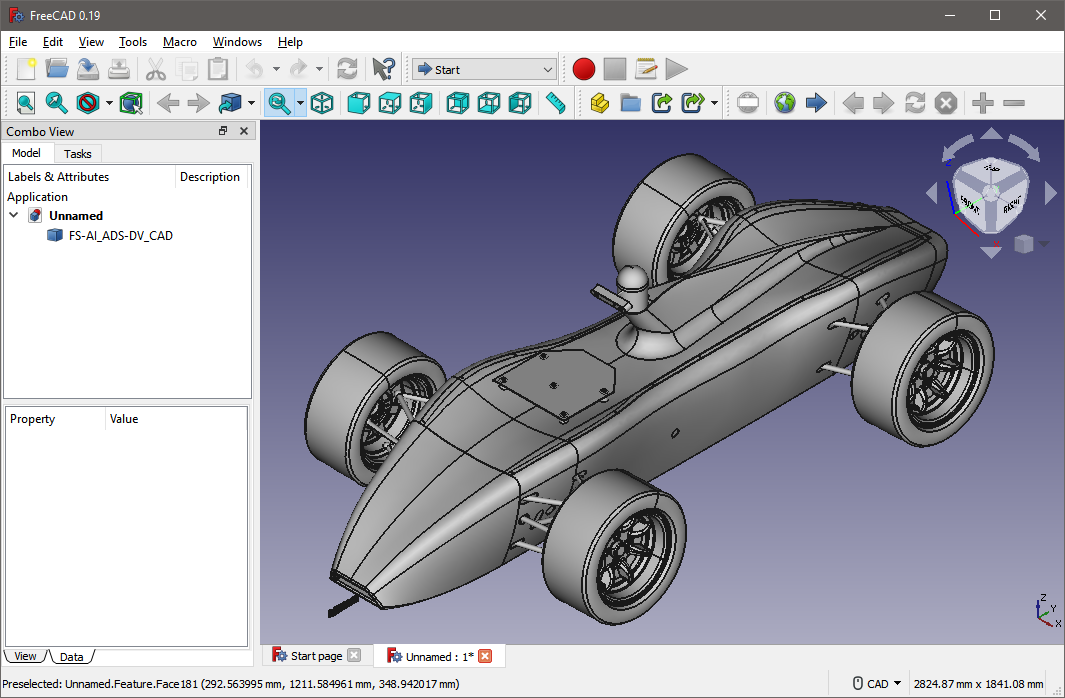 FreeCAD 0.19
File Edit View Tools Macro Windows Help
Start
Combo View
Model Tasks
Labels & Attributes Description
Application
Unnamed
FS-AI_ADS-DV_CAD
Property Value
FRONT RIGHT
Z
X
Z
Y
X
View Data
Start page Unnamed : 1*
Preselected: Unnamed.Feature.Face181 (292.563995 mm, 1211.584961 mm, 348.942017 mm) CAD 2824.87 mm x 1841.08 mm